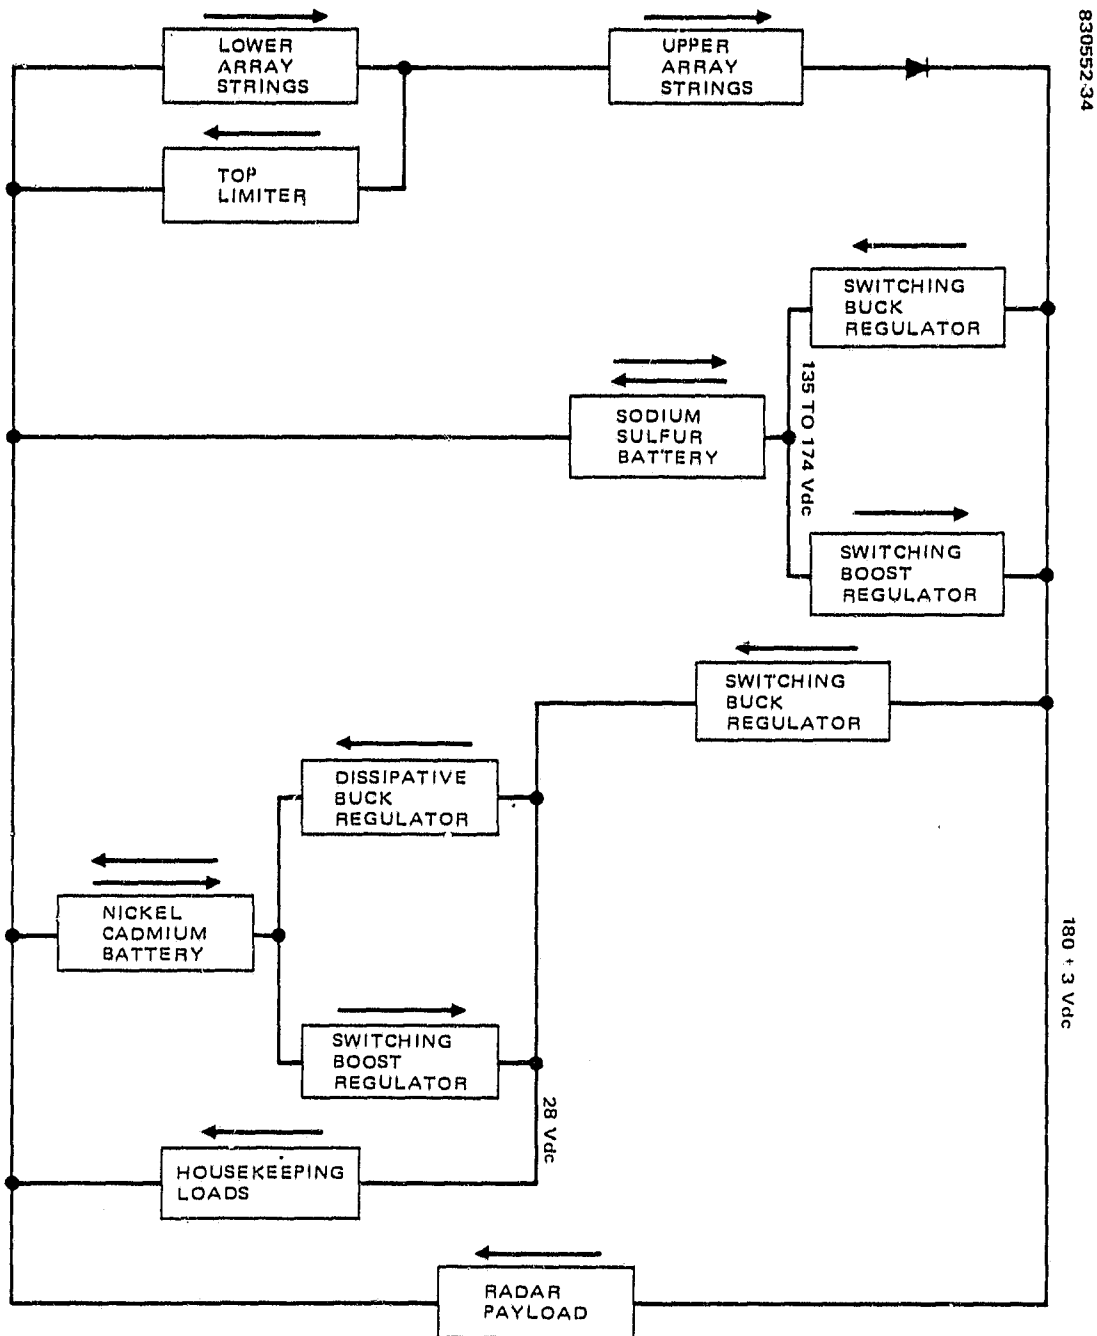 830552-34
LOWER
ARRAY
STRINGS
UPPER
ARRAY
STRINGS
TOP
LIMITER
SWITCHING
BUCK
REGULATOR
135 TO 174 Vdc
SODIUM
SULFUR
BATTERY
SWITCHING
BOOST
REGULATOR
SWITCHING
BUCK
REGULATOR
DISSIPATIVE
BUCK
REGULATOR
NICKEL
CADMIUM
BATTERY
180 ± 3 Vdc
SWITCHING
BOOST
REGULATOR
28 Vdc
HOUSEKEEPING
LOADS
RADAR
PAYLOAD